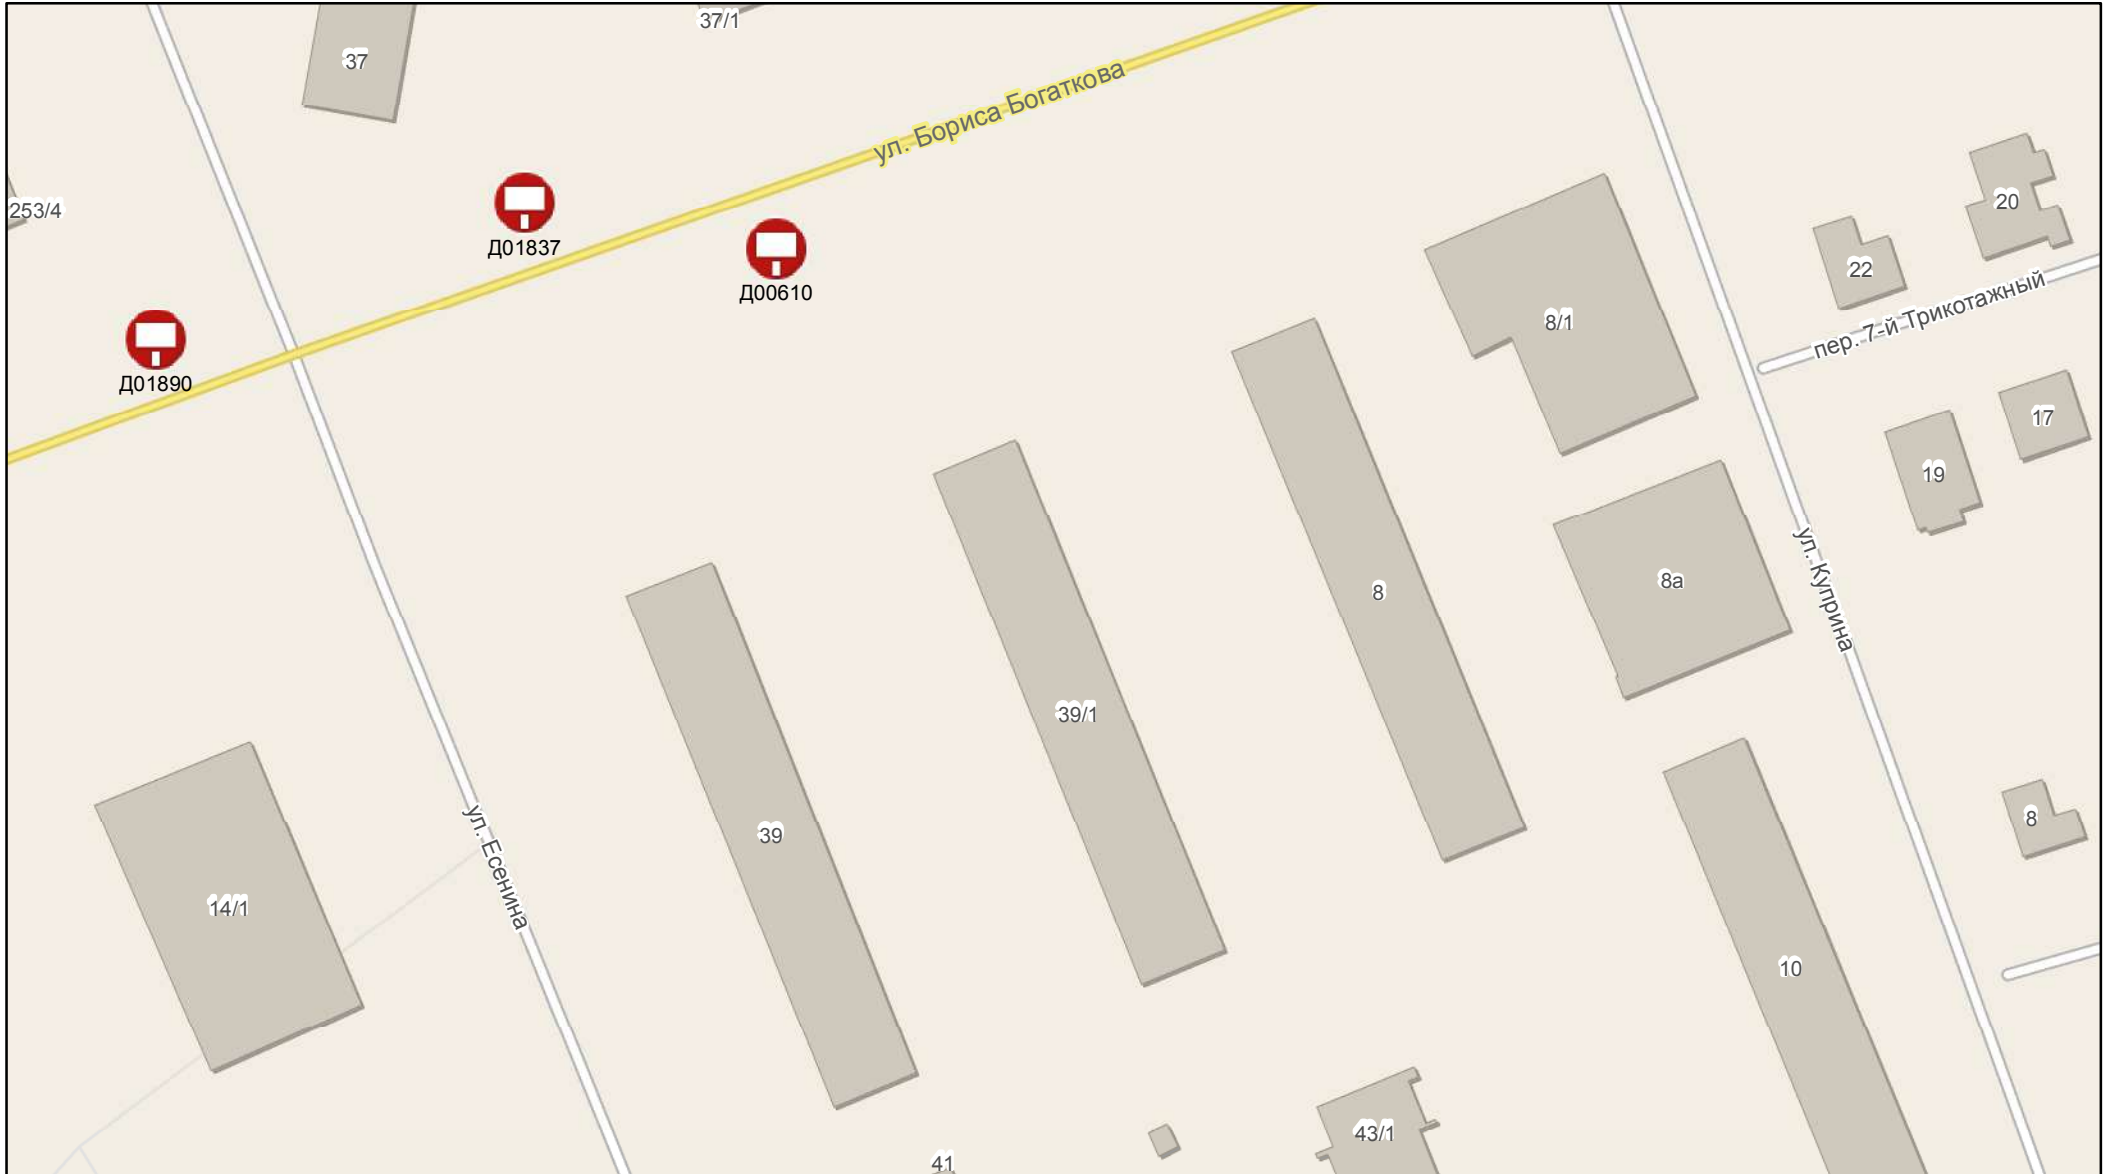 37/1
37
ул. Бориса Богаткова
253/4
Д01837
Д00610
Д01890
20
22
пер. 7-й Трикотажный
8/1
17
19
8
8а
ул. Куприна
39/1
39
8
ул. Есенина
14/1
10
43/1
41